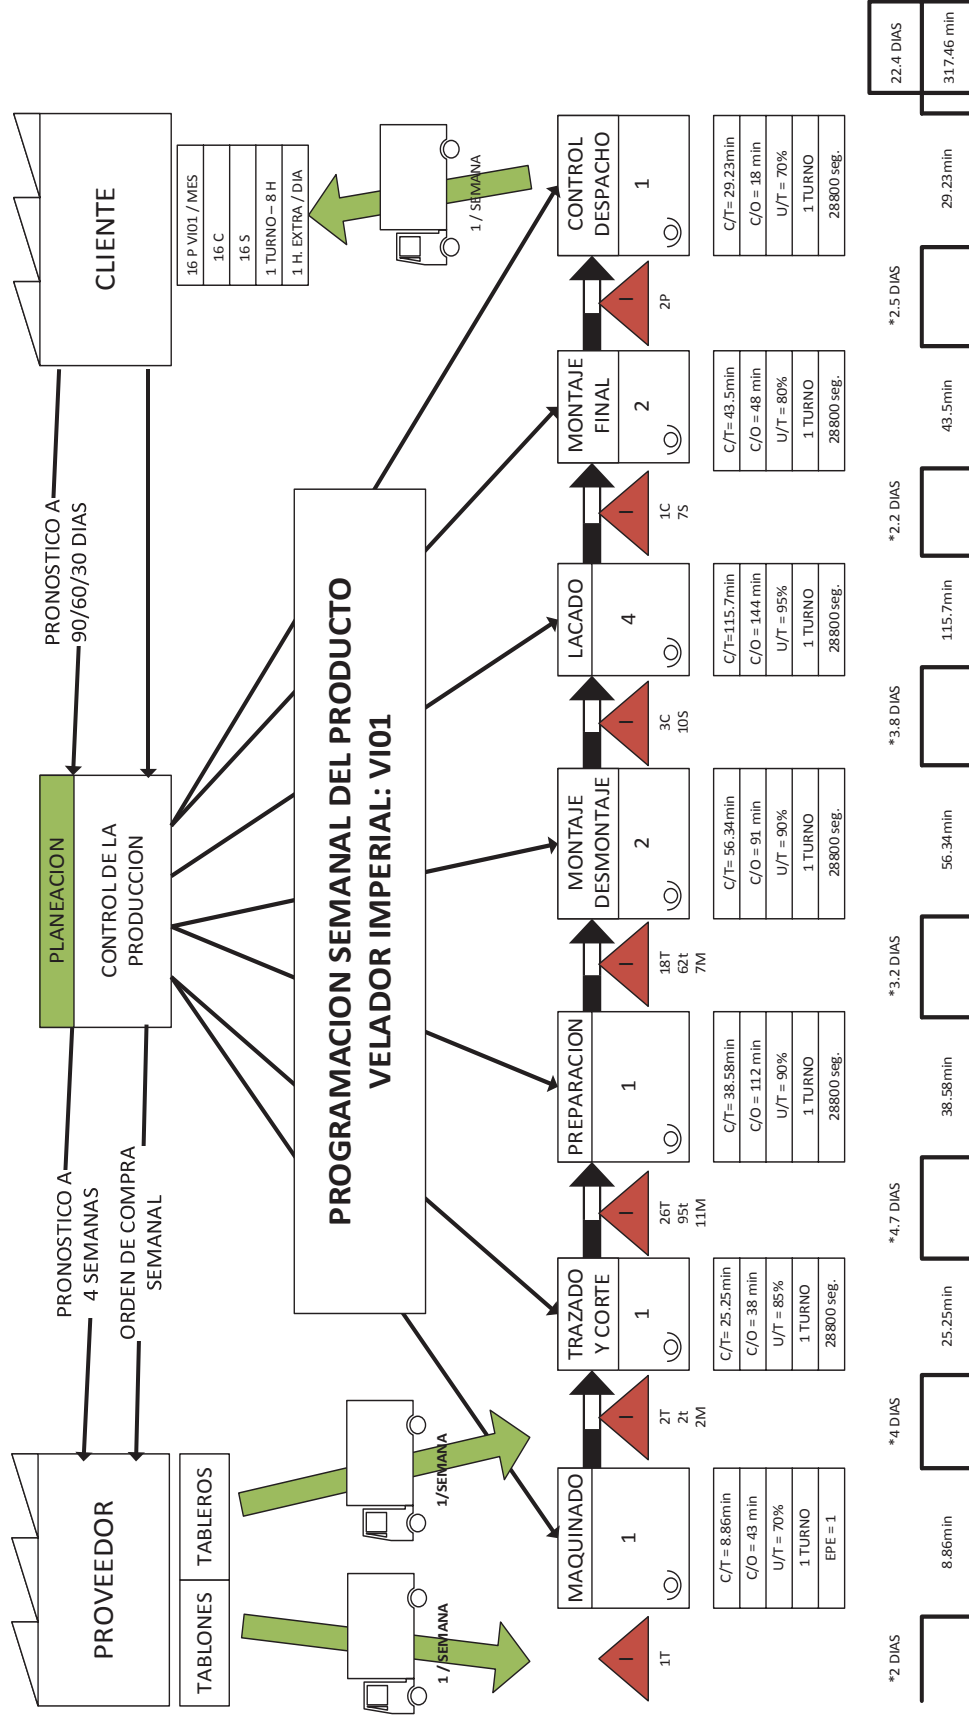 PROVEEDOR
TABLONES
TABLEROS
PRONOSTICO A
4 SEMANAS
ORDEN DE COMPRA
SEMANAL
PLANEACION
CONTROL DE LA
PRODUCCION
PRONOSTICO A
90/60/30 DIAS
CLIENTE
16 P VI01 / MES
16 C
16 S
1 TURNO – 8 H
1 H. EXTRA / DIA
1 / SEMANA
1/SEMANA
1 / SEMANA
PROGRAMACION SEMANAL DEL PRODUCTO
VELADOR IMPERIAL: VI01
I
1T
MAQUINADO
1
I
2T
2t
2M
TRAZADO
Y CORTE
1
I
26T
95t
11M
PREPARACION
1
I
18T
62t
7M
MONTAJE
DESMONTAJE
2
I
3C
10S
LACADO
4
I
1C
7S
MONTAJE
FINAL
2
I
2P
CONTROL
DESPACHO
1
C/T = 8.86min
C/O = 43 min
U/T = 70%
1 TURNO
EPE = 1
C/T= 25.25min
C/O = 38 min
U/T = 85%
1 TURNO
28800 seg.
C/T= 38.58min
C/O = 112 min
U/T = 90%
1 TURNO
28800 seg.
C/T= 56.34min
C/O = 91 min
U/T = 90%
1 TURNO
28800 seg.
C/T=115.7min
C/O = 144 min
U/T = 95%
1 TURNO
28800 seg.
C/T= 43.5min
C/O = 48 min
U/T = 80%
1 TURNO
28800 seg.
C/T= 29.23min
C/O = 18 min
U/T = 70%
1 TURNO
28800 seg.
*2 DIAS
*4 DIAS
*4.7 DIAS
*3.2 DIAS
*3.8 DIAS
*2.2 DIAS
*2.5 DIAS
22.4 DIAS
8.86min
25.25min
38.58min
56.34min
115.7min
43.5min
29.23min
317.46 min